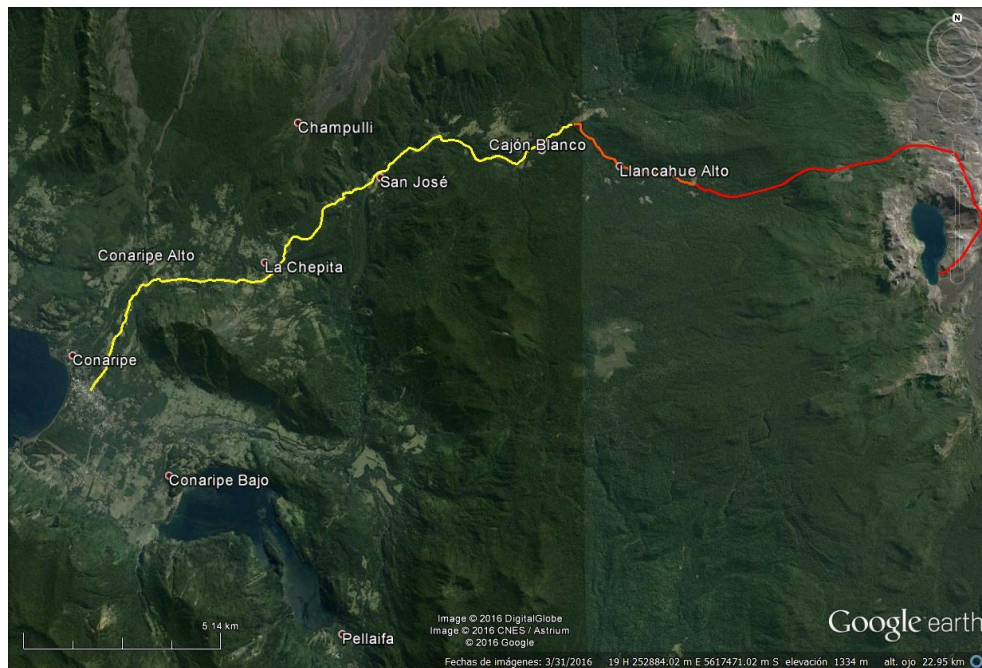 N
Champulli
Cajón Blanco
Llancahue Alto
San José
Conaripe Alto
La Chepita
Conaripe
Conaripe Bajo
Pellaifa
5.14 km
Image © 2016 DigitalGlobe
Image © 2016 CNES / Astrium
© 2016 Google
Google earth
Fechas de imágenes: 3/31/2016 19 H 252884.02 m E 5617471.02 m S elevación 1334 m alt. ojo 22.95 km